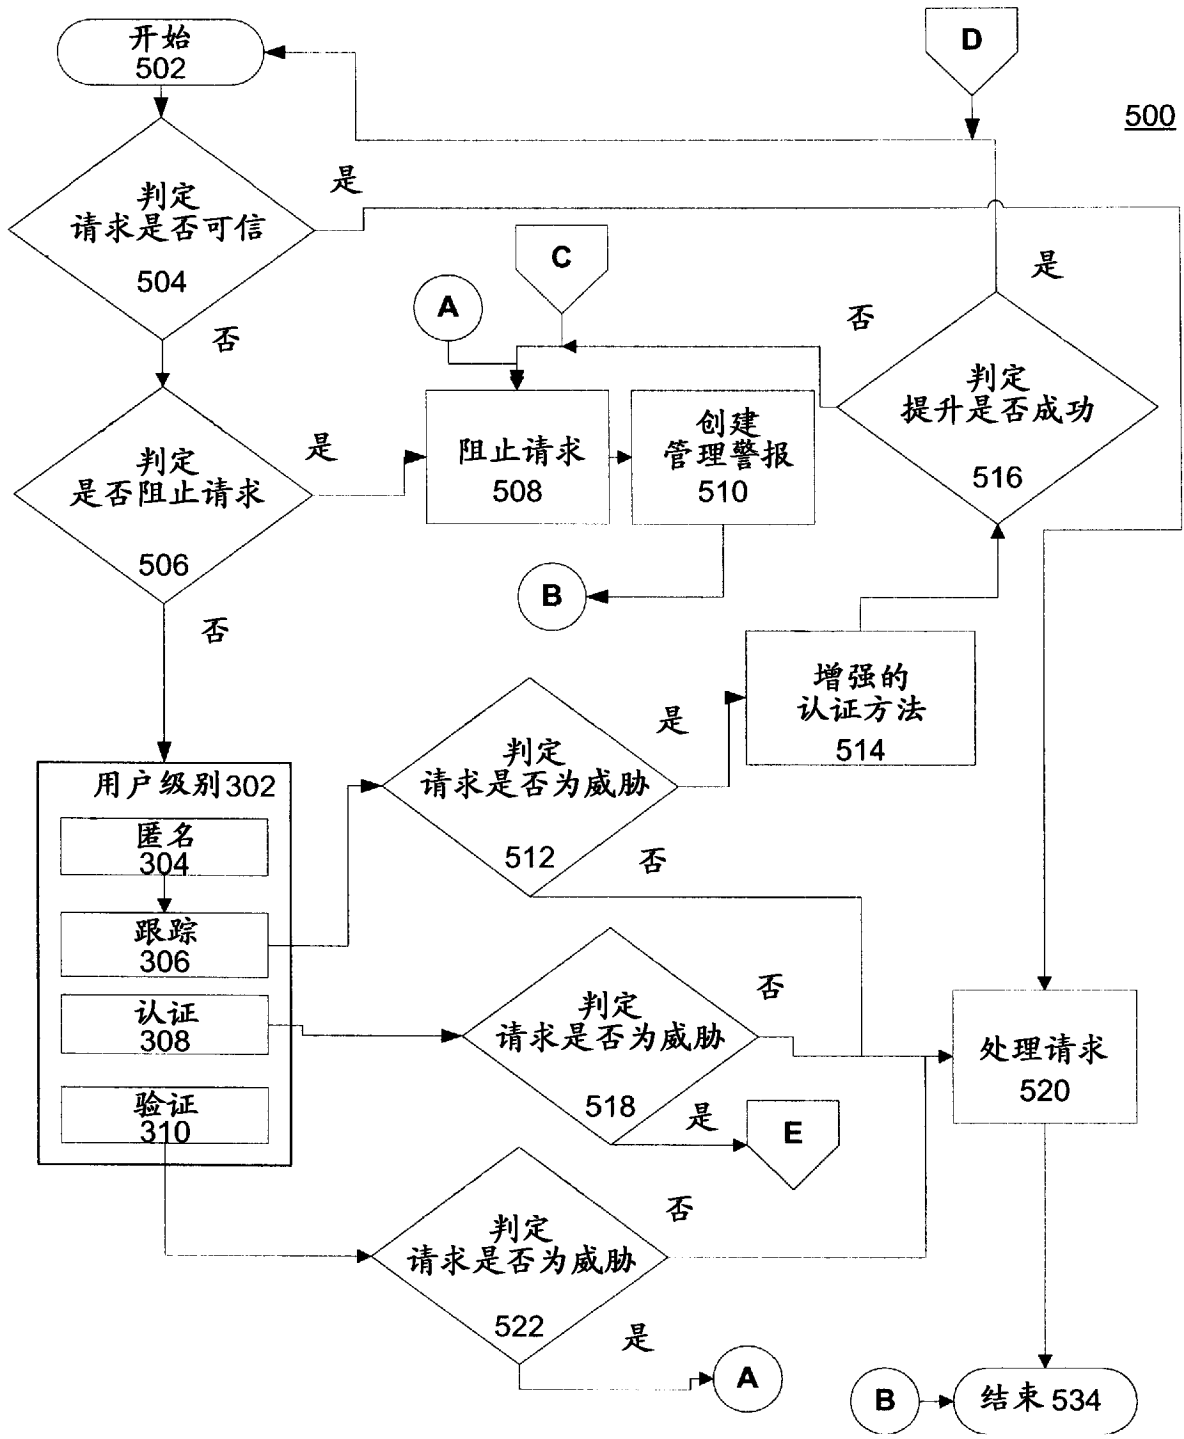 开始
502
D
500
判定
请求是否可信
504
是
否
C
A
是
否
判定
提升是否成功
516
判定
是否阻止请求
506
是
否
阻止请求
508
创建
管理警报
510
B
增强的
认证方法
514
判定
请求是否为威胁
512
是
否
用户级别302
匿名
304
跟踪
306
认证
308
验证
310
判定
请求是否为威胁
518
否
是
E
处理请求
520
判定
请求是否为威胁
522
否
是
A
B
结束 534